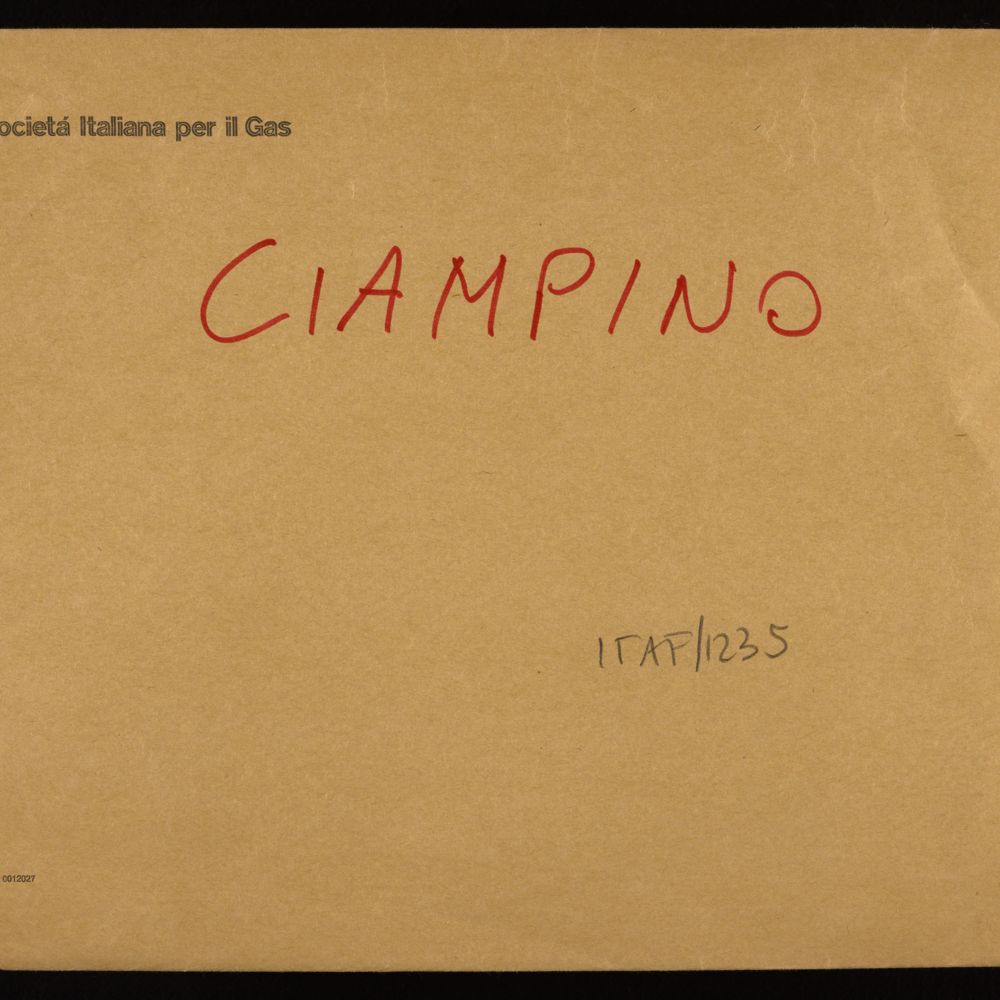 ocietá Italiana per il Gas
CIAMPINO
ITAF/1235
0012027